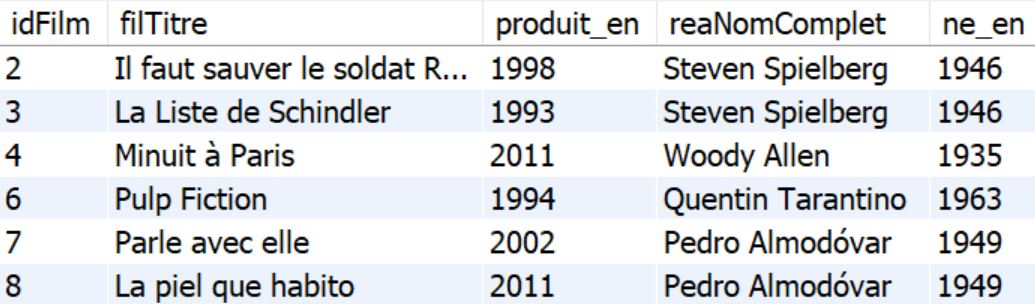 idFilm filTitre produit_en reaNomComplet ne_en
2 Il faut sauver le soldat R... 1998 Steven Spielberg 1946
3 La Liste de Schindler 1993 Steven Spielberg 1946
4 Minuit à Paris 2011 Woody Allen 1935
6 Pulp Fiction 1994 Quentin Tarantino 1963
7 Parle avec elle 2002 Pedro Almodóvar 1949
8 La piel que habito 2011 Pedro Almodóvar 1949